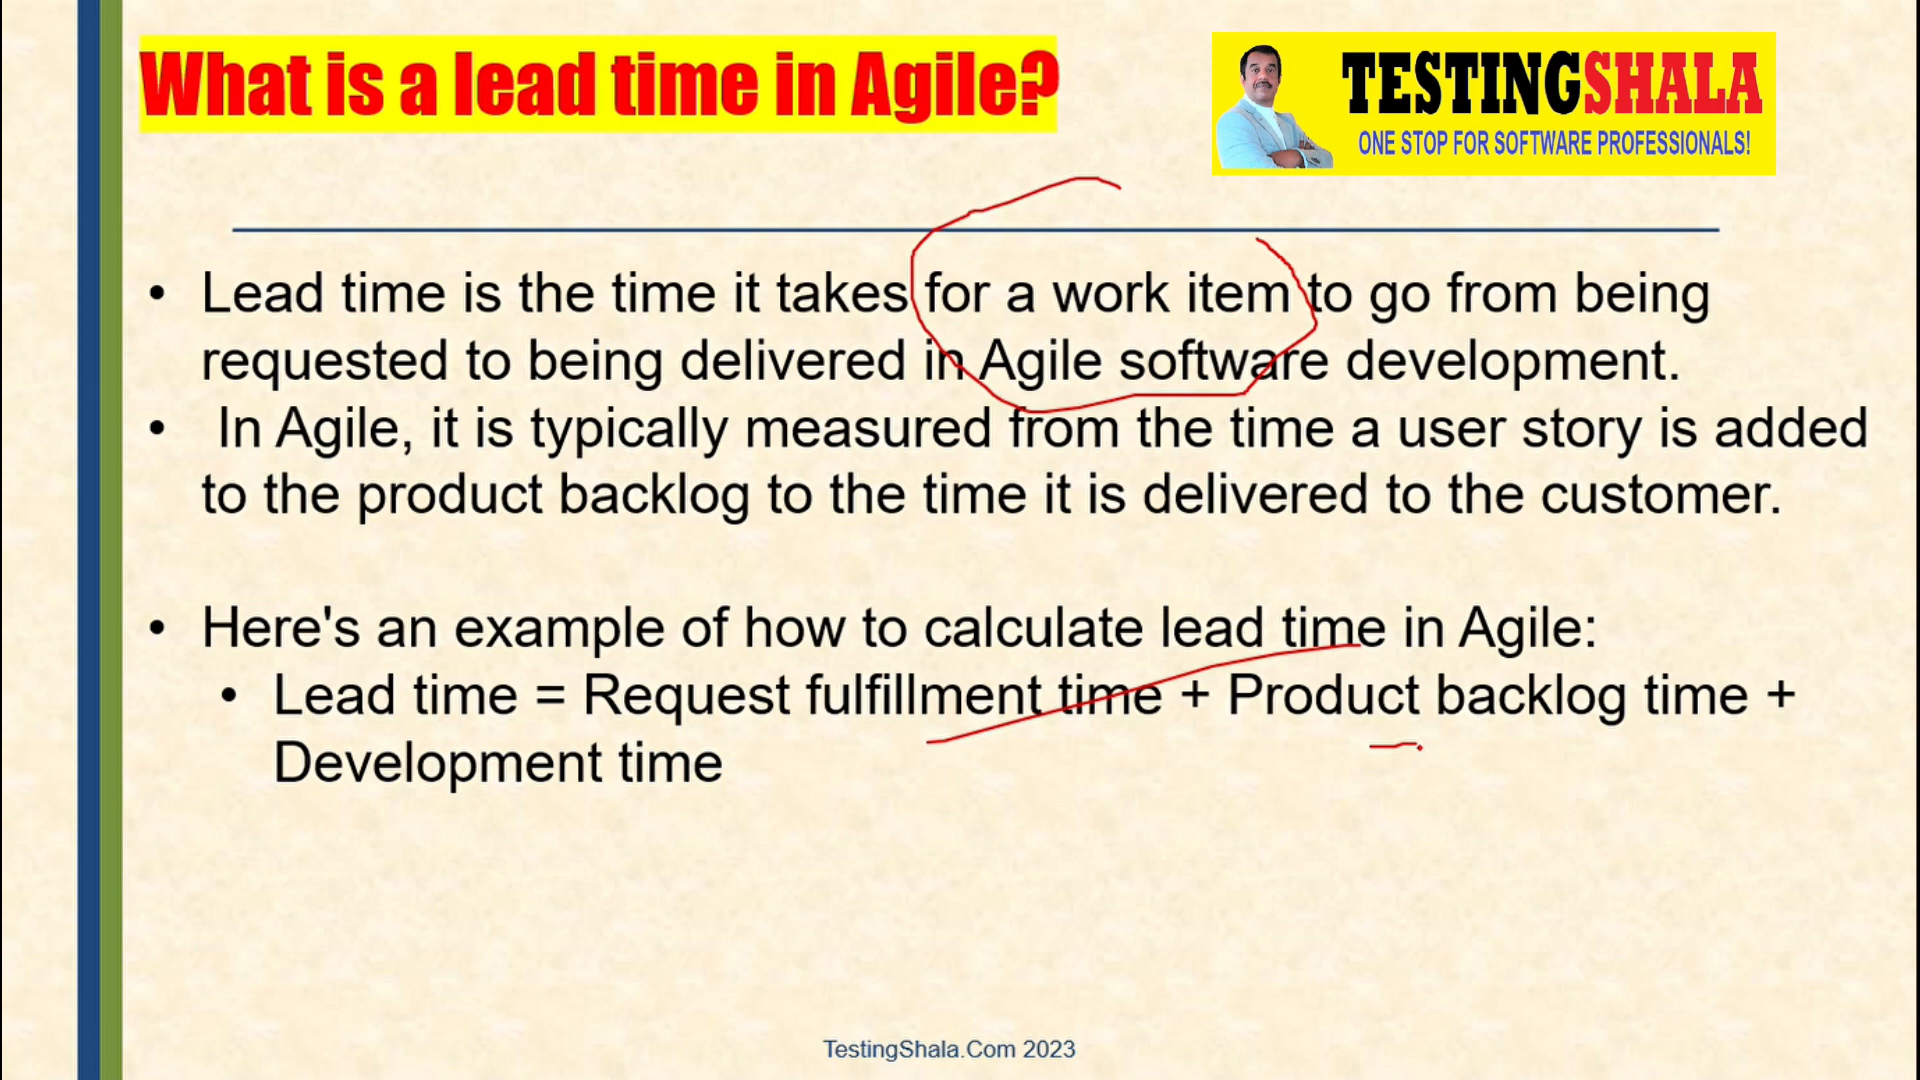 What is a lead time in Agile?
TESTINGSHALA
ONE STOP FOR SOFTWARE PROFESSIONALS!
• Lead time is the time it takes for a work item to go from being
requested to being delivered in Agile software development.
• In Agile, it is typically measured from the time a user story is added
to the product backlog to the time it is delivered to the customer.
• Here's an example of how to calculate lead time in Agile:
• Lead time = Request fulfillment time + Product backlog time +
Development time
TestingShala.Com 2023